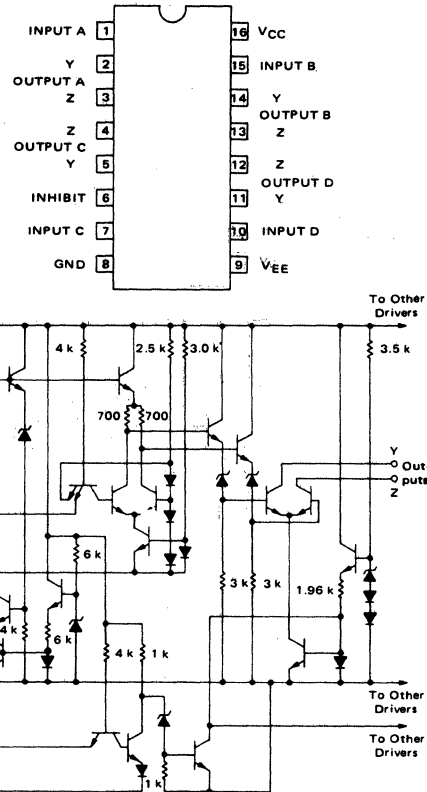 INPUT A 1 16 VCC
Y 2 15 INPUT B
OUTPUT A
Z 3 14 Y
OUTPUT B
Z 4 13 Z
OUTPUT C
Y 5 12 Z
OUTPUT D
INHIBIT 6 11 Y
INPUT C 7 10 INPUT D
GND 8 9 VEE
To Other
Drivers
4 k 2.5 k 3.0 k 3.5 k
700 700
Y
Out-
puts
Z
6 k
3 k 3 k 1.96 k
4 k 6 k
4 k 1 k
To Other
Drivers
To Other
Drivers
1 k